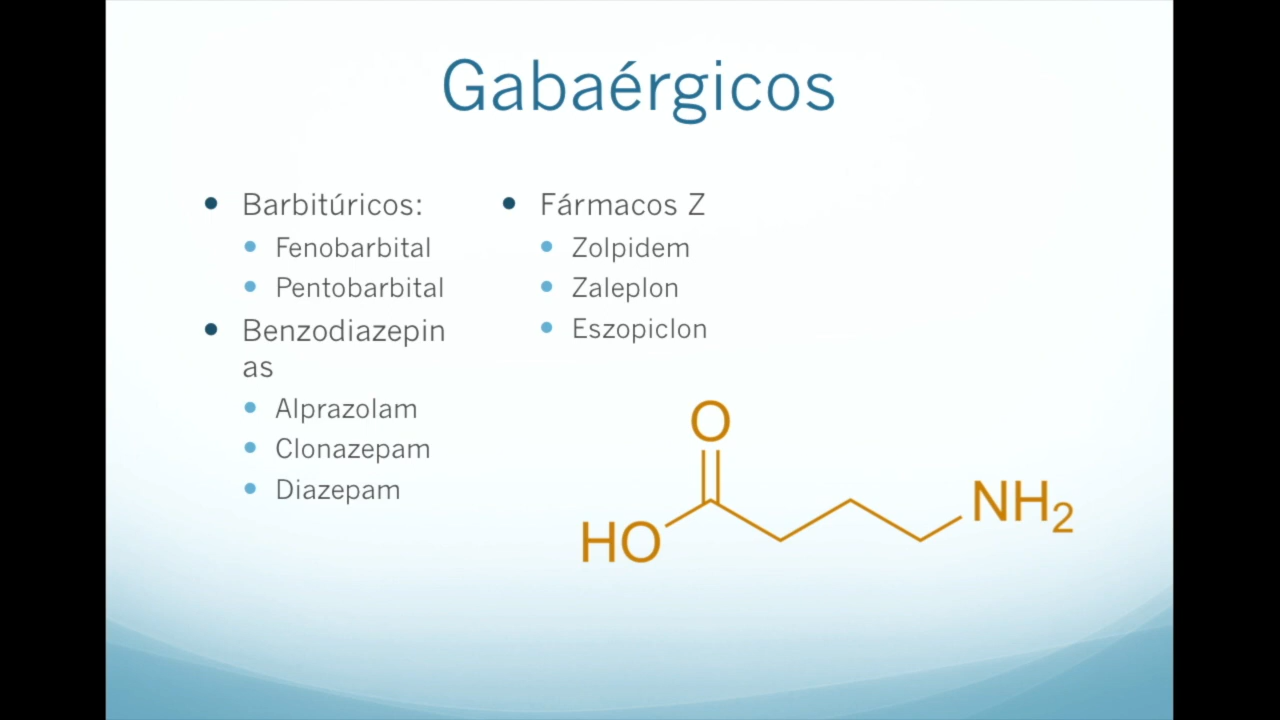 Gabaérgicos
• Barbitúricos:
• Fenobarbital
• Pentobarbital
• Benzodiazepin
as
• Alprazolam
• Clonazepam
• Diazepam
• Fármacos Z
• Zolpidem
• Zaleplon
• Eszopiclon
O
HO
NH₂